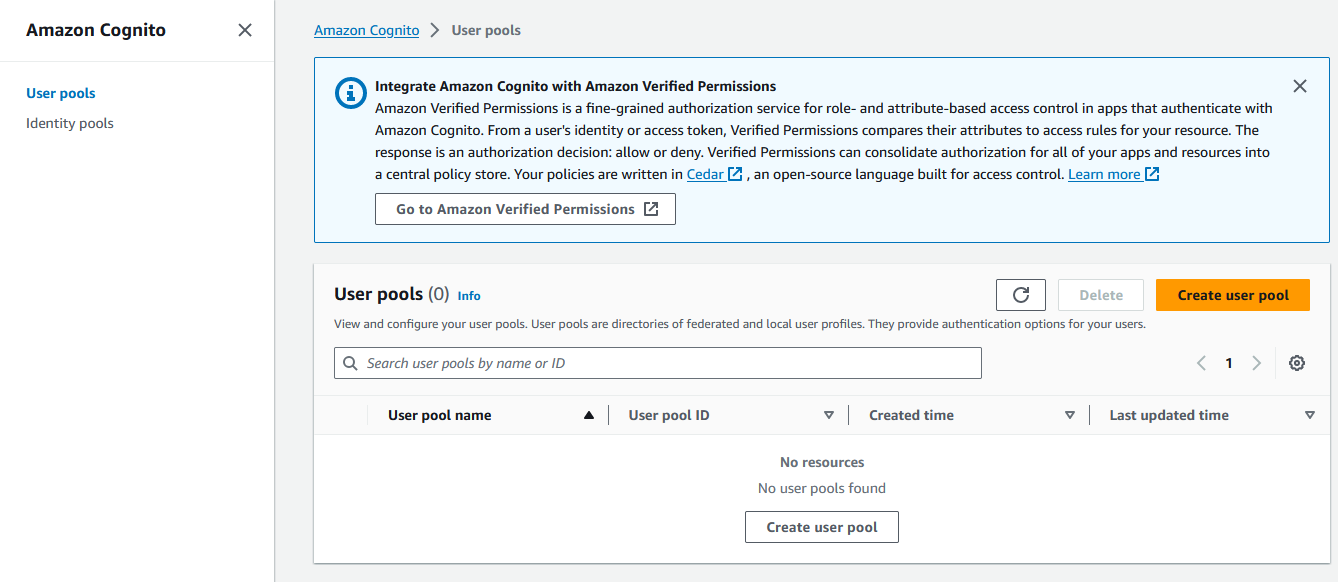 Amazon Cognito
User pools
Identity pools
Amazon Cognito User pools
Integrate Amazon Cognito with Amazon Verified Permissions
Amazon Verified Permissions is a fine-grained authorization service for role- and attribute-based access control in apps that authenticate with
Amazon Cognito. From a user's identity or access token, Verified Permissions compares their attributes to access rules for your resource. The
response is an authorization decision: allow or deny. Verified Permissions can consolidate authorization for all of your apps and resources into
a central policy store. Your policies are written in Cedar , an open-source language built for access control. Learn more
Go to Amazon Verified Permissions
User pools (0) Info
Delete
Create user pool
View and configure your user pools. User pools are directories of federated and local user profiles. They provide authentication options for your users.
Search user pools by name or ID
1
User pool name User pool ID Created time Last updated time
No resources
No user pools found
Create user pool